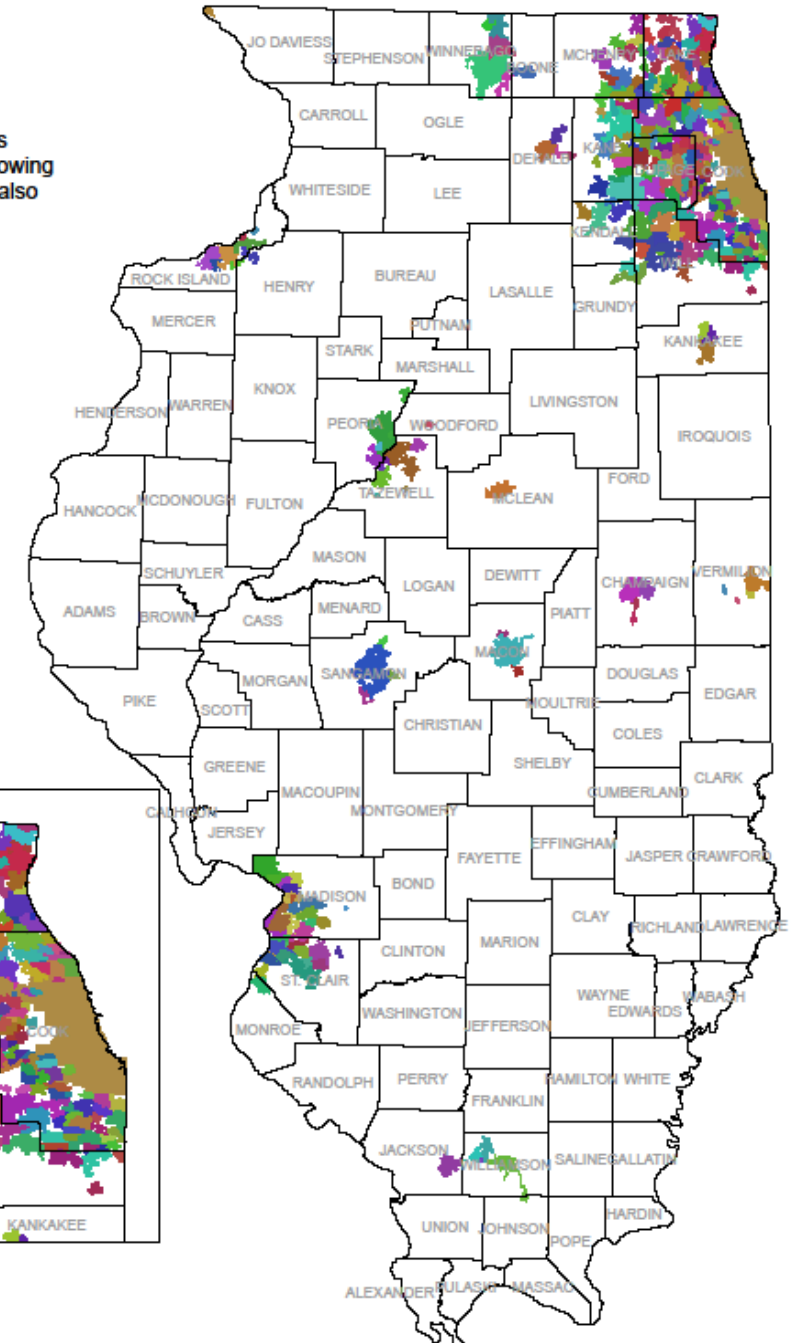 JO DAVIESS
STEPHENSON
WINNEBAGO
BOONE
MCHENRY
LAKE
s
owing
also
CARROLL
OGLE
DEKALB
KANE
DUPAGE
COOK
WHITESIDE
LEE
KENDALL
WILL
ROCK ISLAND
HENRY
BUREAU
LASALLE
GRUNDY
MERCER
PUTNAM
KANKAKEE
STARK
MARSHALL
KNOX
HENDERSON
WARREN
PEORIA
WOODFORD
LIVINGSTON
IROQUOIS
FORD
HANCOCK
MCDONOUGH
FULTON
TAZEWELL
MCLEAN
MASON
SCHUYLER
LOGAN
DEWITT
CHAMPAIGN
VERMILION
ADAMS
BROWN
CASS
MENARD
PIATT
MACON
SANGAMON
MORGAN
DOUGLAS
PIKE
SCOTT
CHRISTIAN
MOULTRIE
EDGAR
COLES
GREENE
SHELBY
MACOUPIN
CUMBERLAND
CLARK
CALHOUN
MONTGOMERY
JERSEY
EFFINGHAM
FAYETTE
JASPER
CRAWFORD
MADISON
BOND
CLAY
RICHLAND
LAWRENCE
MARION
CLINTON
ST. CLAIR
WAYNE
WABASH
EDWARDS
WASHINGTON
JEFFERSON
MONROE
COOK
RANDOLPH
PERRY
HAMILTON
WHITE
FRANKLIN
JACKSON
WILLIAMSON
SALINE
GALLATIN
KANKAKEE
UNION
JOHNSON
HARDIN
POPE
ALEXANDER
PULASKI
MASSAC